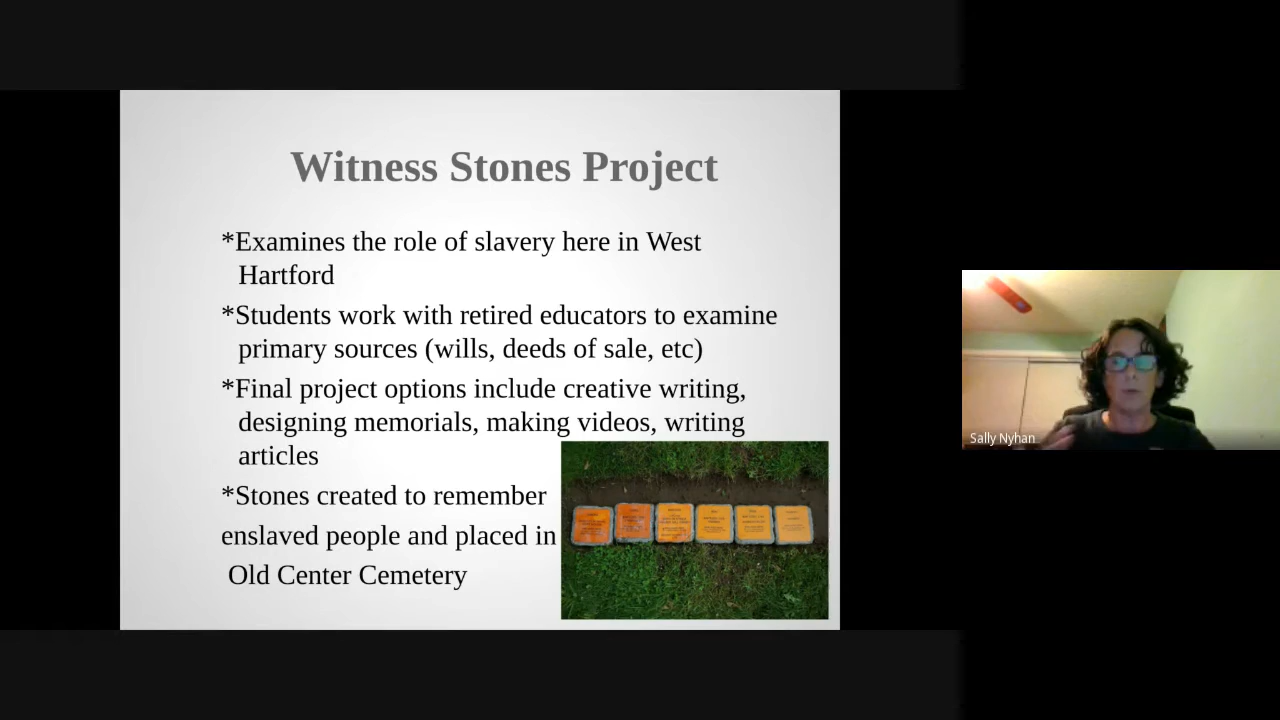 Witness Stones Project
*Examines the role of slavery here in West
Hartford
*Students work with retired educators to examine
primary sources (wills, deeds of sale, etc)
*Final project options include creative writing,
designing memorials, making videos, writing
articles
*Stones created to remember
enslaved people and placed in
Old Center Cemetery
Sally Nyhan